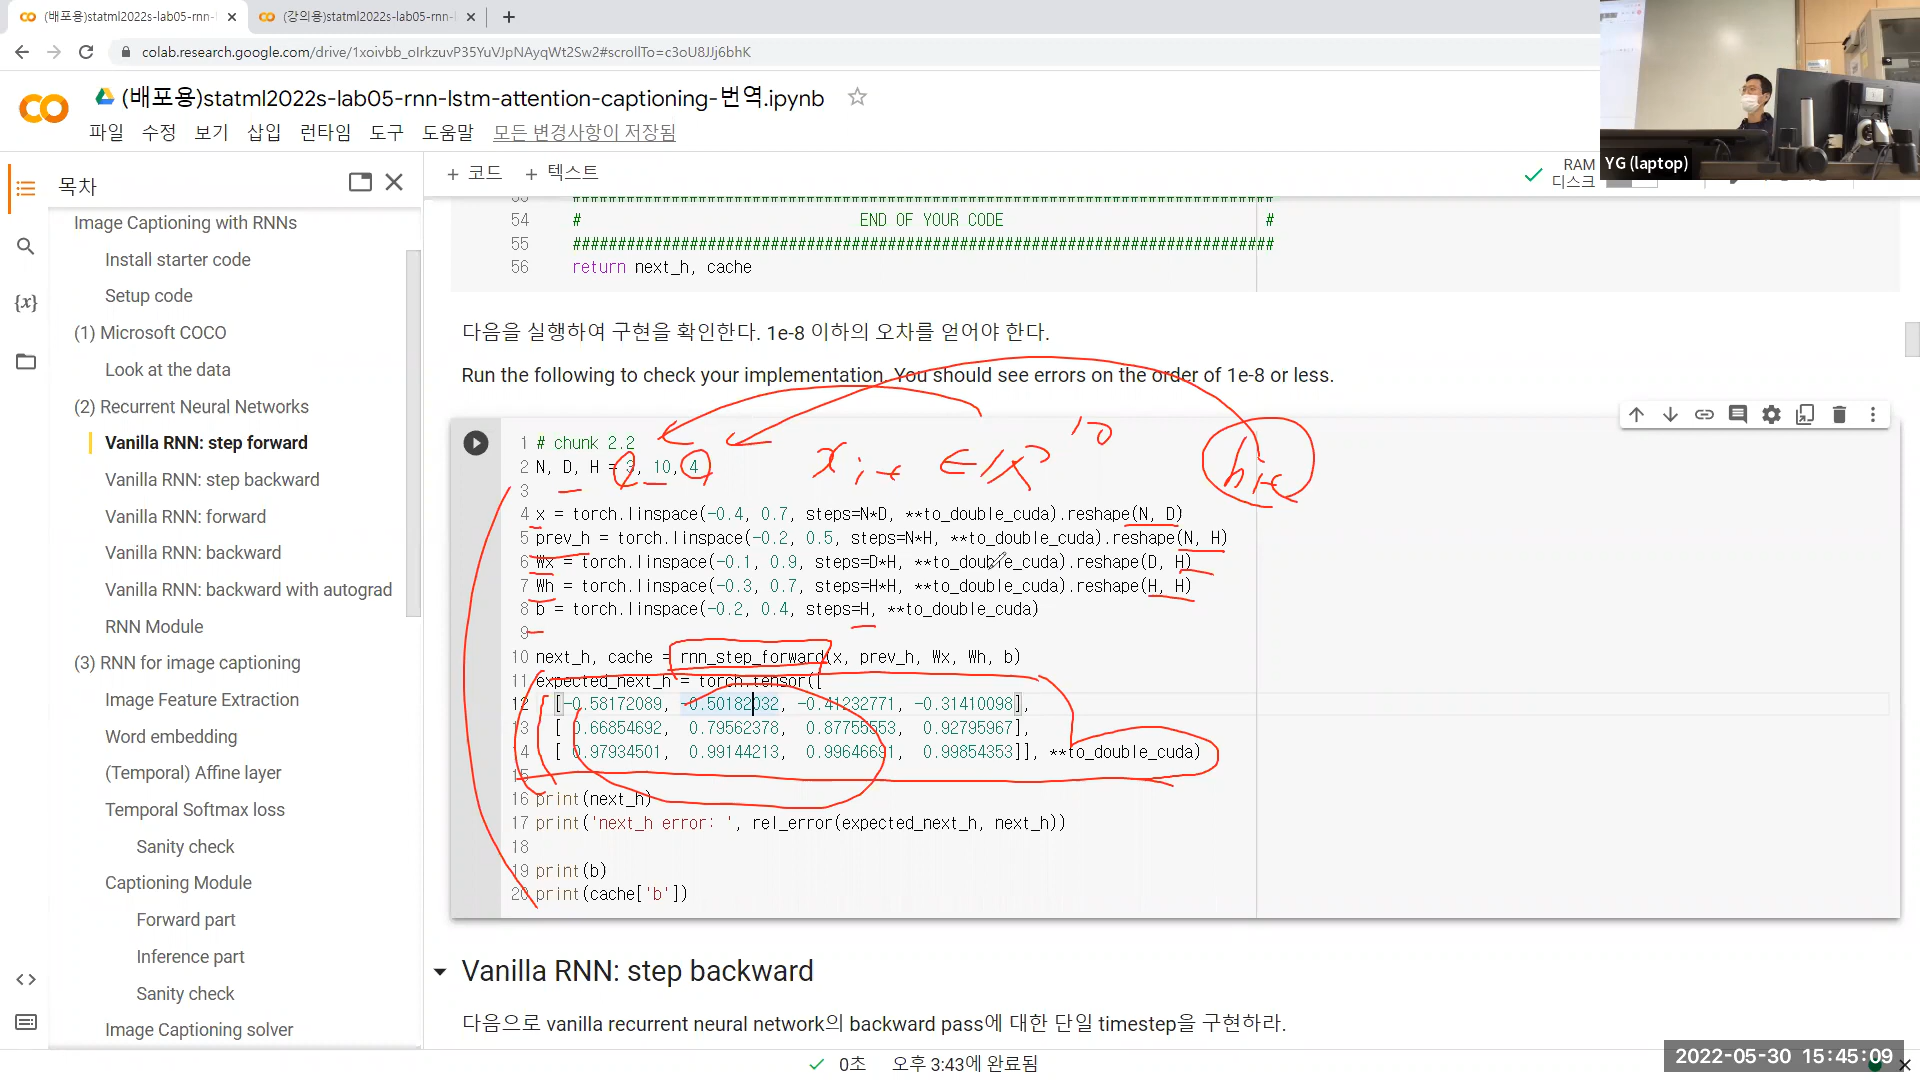 (배포용)statml2022s-lab05-rnn-
(강의용)statml2022s-lab05-rnn-
(배포용)statml2022s-lab05-rnn-lstm-attention-captioning-번역.ipynb
파일 수정 보기 삽입 런타임 도구 도움말 모든 변경사항이 저장됨
YG (laptop)
목차
+ 코드 + 텍스트
RAM
디스크
Image Captioning with RNNs
Install starter code
Setup code
(1) Microsoft COCO
Look at the data
(2) Recurrent Neural Networks
Vanilla RNN: step forward
Vanilla RNN: step backward
Vanilla RNN: forward
Vanilla RNN: backward
Vanilla RNN: backward with autograd
RNN Module
(3) RNN for image captioning
Image Feature Extraction
Word embedding
(Temporal) Affine layer
Temporal Softmax loss
Sanity check
Captioning Module
Forward part
Inference part
Sanity check
Image Captioning solver
54 # END OF YOUR CODE #
55 ##############################################################################
56 return next_h, cache
다음을 실행하여 구현을 확인한다. 1e-8 이하의 오차를 얻어야 한다.
Run the following to check your implementation. You should see errors on the order of 1e-8 or less.
1 # chunk 2.2
2 N, D, H = 3, 10, 4
3
4 x = torch.linspace(-0.4, 0.7, steps=N*D, **to_double_cuda).reshape(N, D)
5 prev_h = torch.linspace(-0.2, 0.5, steps=N*H, **to_double_cuda).reshape(N, H)
6 Wx = torch.linspace(-0.1, 0.9, steps=D*H, **to_double_cuda).reshape(D, H)
7 Wh = torch.linspace(-0.3, 0.7, steps=H*H, **to_double_cuda).reshape(H, H)
8 b = torch.linspace(-0.2, 0.4, steps=H, **to_double_cuda)
9
10 next_h, cache = rnn_step_forward(x, prev_h, Wx, Wh, b)
11 expected_next_h = torch.tensor([
12 [-0.58172089, -0.50182032, -0.41232771, -0.31410098],
13 [ 0.66854692, 0.79562378, 0.87755553, 0.92795967],
14 [ 0.97934501, 0.99144213, 0.99646691, 0.99854353]], **to_double_cuda)
15
16 print(next_h)
17 print('next_h error: ', rel_error(expected_next_h, next_h))
18
19 print(b)
20 print(cache['b'])
Vanilla RNN: step backward
다음으로 vanilla recurrent neural network의 backward pass에 대한 단일 timestep을 구현하라.
0초 오후 3:43에 완료됨
2022-05-30 15:45:09
colab.research.google.com/drive/1xoivbb_oIrkzuvP35YuVJpNAyqWt2Sw2#scrollTo=c3oU8JJj6bhK